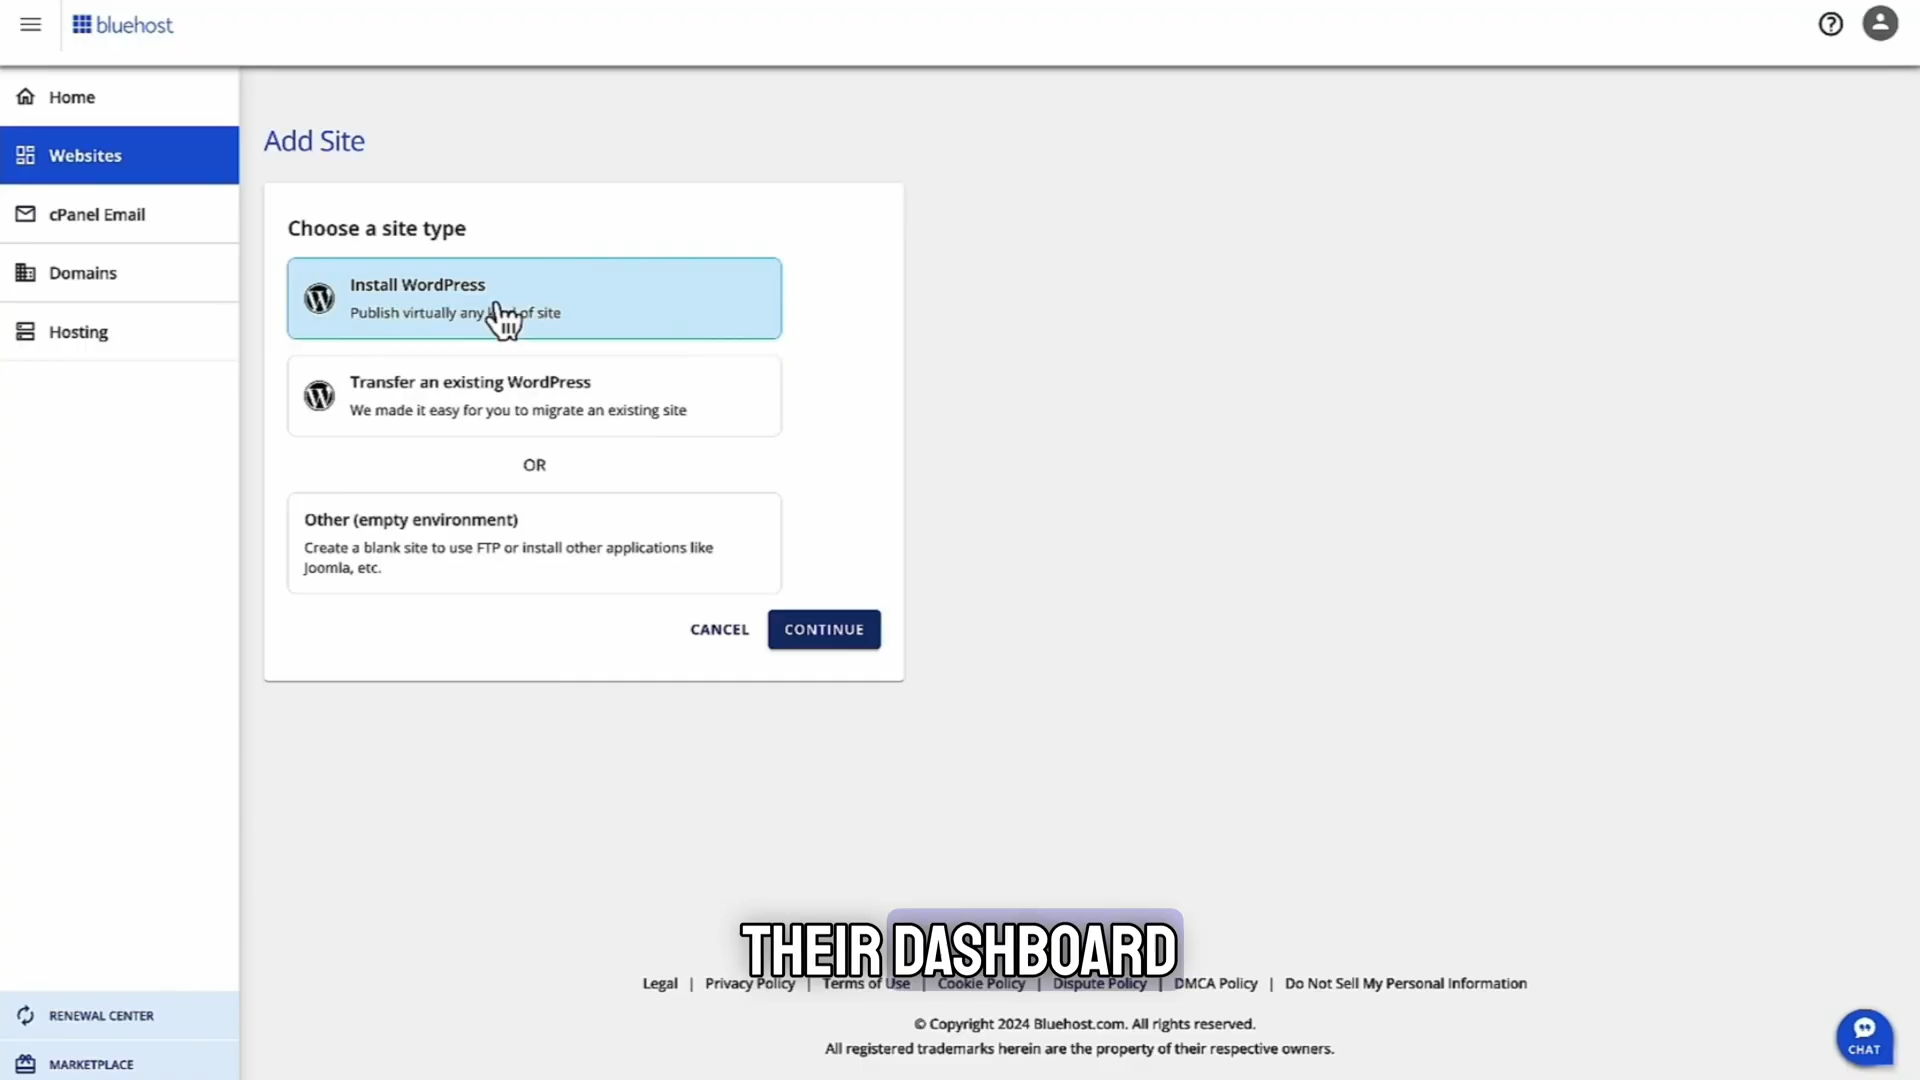 bluehost
Home
Websites
cPanel Email
Domains
Hosting
Add Site
Choose a site type
Install WordPress
Publish virtually any kind of site
Transfer an existing WordPress
We made it easy for you to migrate an existing site
OR
Other (empty environment)
Create a blank site to use FTP or install other applications like
Joomla, etc.
CANCEL
CONTINUE
THEIR DASHBOARD
Legal | Privacy Policy | Terms of Use | Cookie Policy | Dispute Policy | DMCA Policy | Do Not Sell My Personal Information
© Copyright 2024 Bluehost.com. All rights reserved.
All registered trademarks herein are the property of their respective owners.
RENEWAL CENTER
MARKETPLACE
CHAT